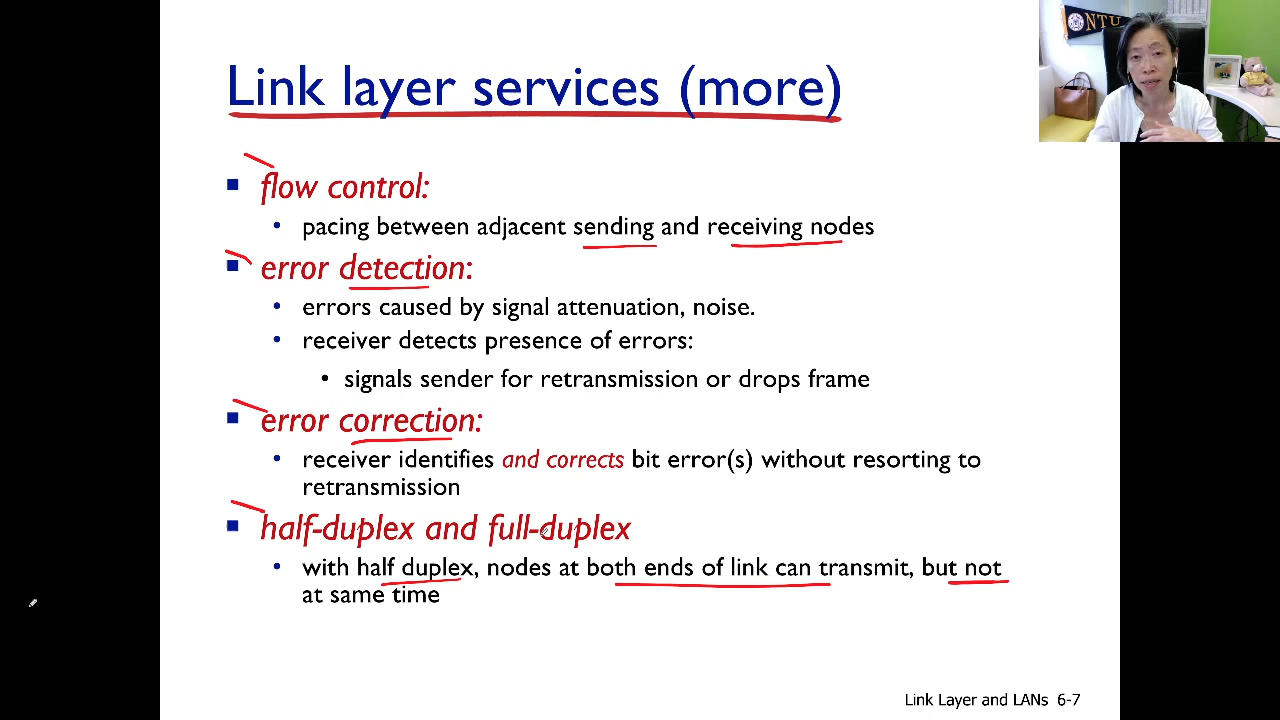 Link layer services (more)
NTU
▪ flow control:
• pacing between adjacent sending and receiving nodes
▪ error detection:
• errors caused by signal attenuation, noise.
• receiver detects presence of errors:
• signals sender for retransmission or drops frame
▪ error correction:
• receiver identifies and corrects bit error(s) without resorting to
retransmission
▪ half-duplex and full-duplex
• with half duplex, nodes at both ends of link can transmit, but not
at same time
Link Layer and LANs 6-7